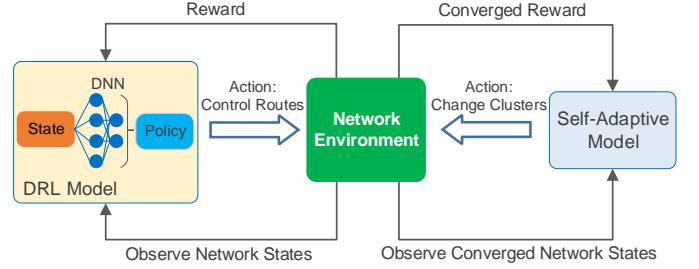 Reward
Converged Reward
DNN
State
Policy
DRL Model
Action:
Control Routes
Network
Environment
Action:
Change Clusters
Self-Adaptive
Model
Observe Network States
Observe Converged Network States